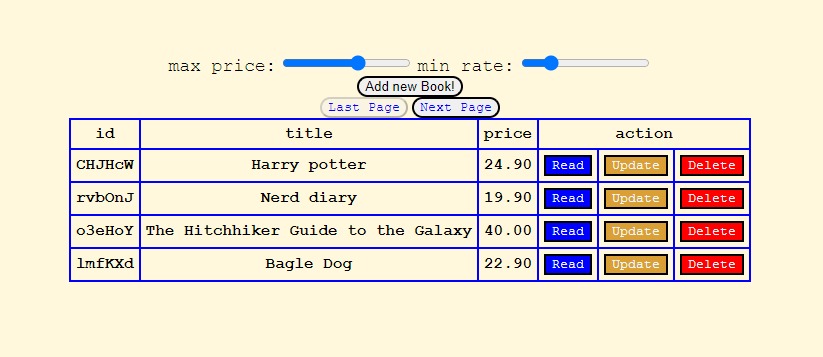 max price: min rate:
Add new Book!
Last Page Next Page
id title price action
CHJHcW Harry potter 24.90 Read Update Delete
rvbOnJ Nerd diary 19.90 Read Update Delete
o3eHoY The Hitchhiker Guide to the Galaxy 40.00 Read Update Delete
lmfKXd Bagle Dog 22.90 Read Update Delete